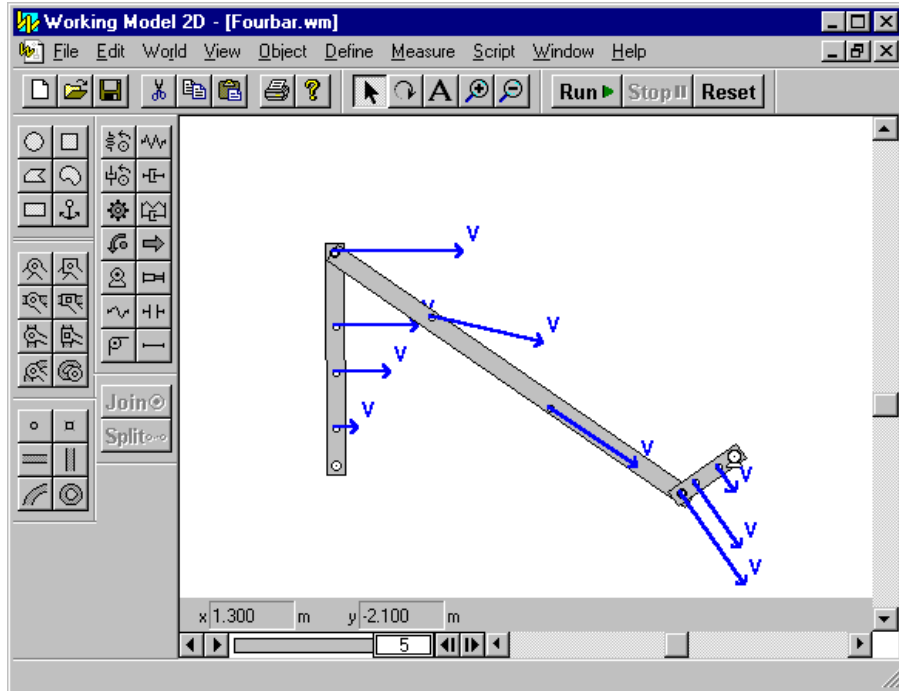 Working Model 2D - [Fourbar.wm]
File Edit World View Object Define Measure Script Window Help
A Run Stop Reset
V
V
V
V
V
V
Join
Split
V
V
V
V
x 1.300 m y -2.100 m
5